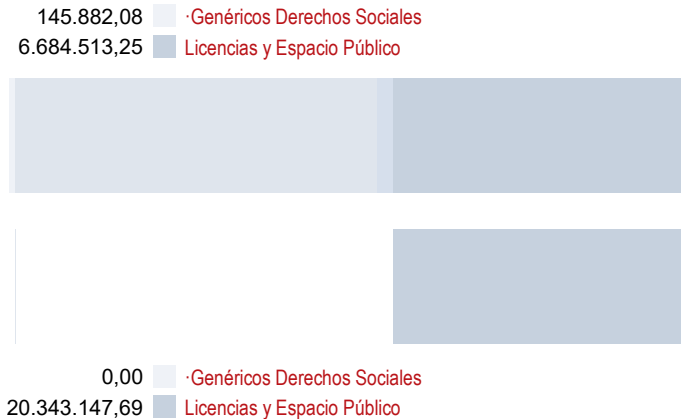 145.882,08 ·Genéricos Derechos Sociales
6.684.513,25 Licencias y Espacio Público
0,00 ·Genéricos Derechos Sociales
20.343.147,69 Licencias y Espacio Público